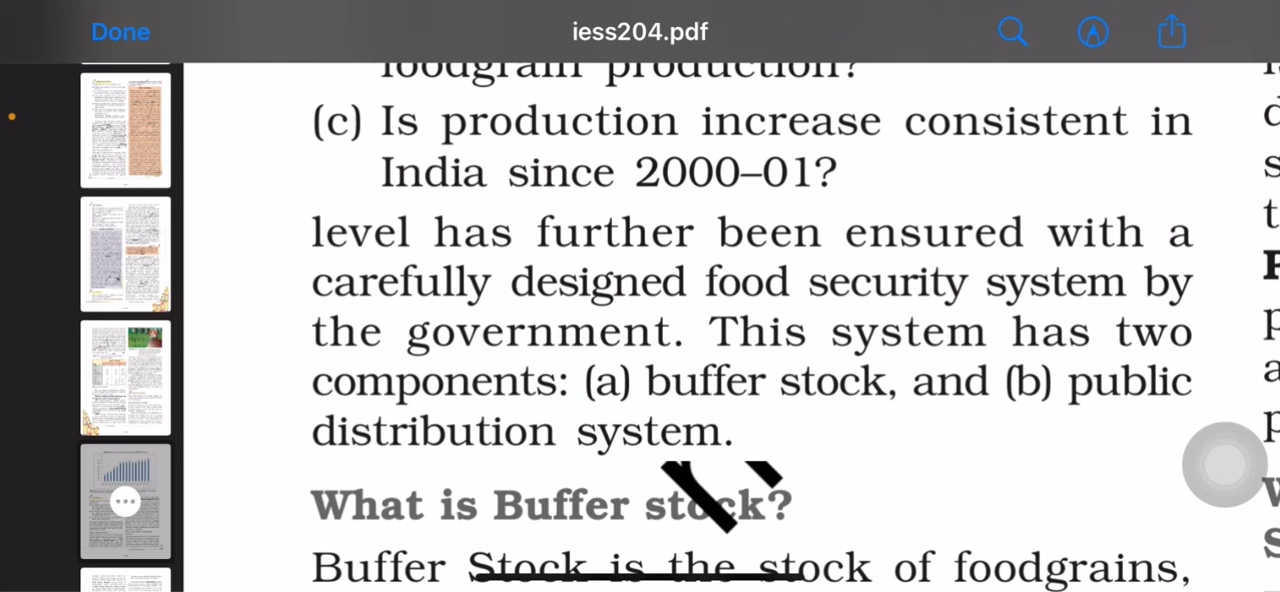 Done
iess204.pdf
foodgrain production?
(c) Is production increase consistent in
India since 2000–01?
level has further been ensured with a
carefully designed food security system by
the government. This system has two
components: (a) buffer stock, and (b) public
distribution system.
What is Buffer stock?
Buffer Stock is the stock of foodgrains,